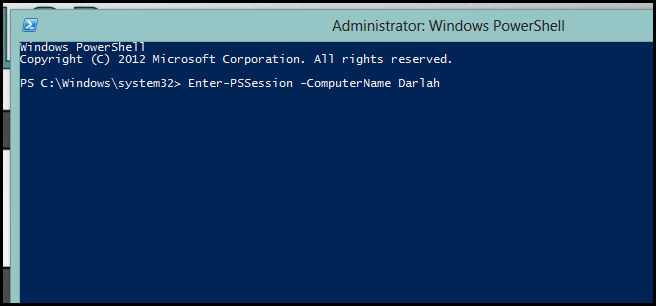 Administrator: Windows PowerShell
Windows PowerShell
Copyright (C) 2012 Microsoft Corporation. All rights reserved.
PS C:\Windows\system32> Enter-PSSession -ComputerName Darlah